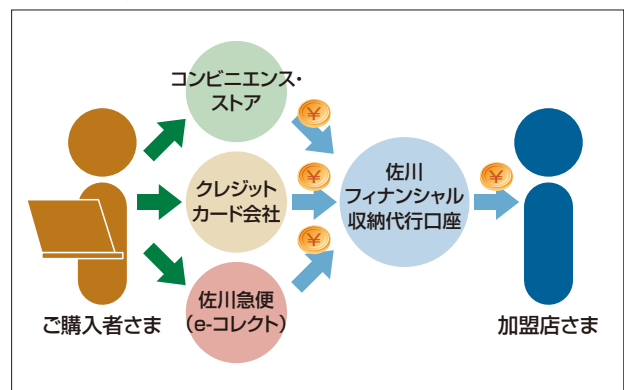 コンビニエンス・
ストア
クレジット
カード会社
佐川急便
（e-コレクト）
佐川
フィナンシャル
収納代行口座
ご購入者さま
加盟店さま
¥
¥
¥
¥